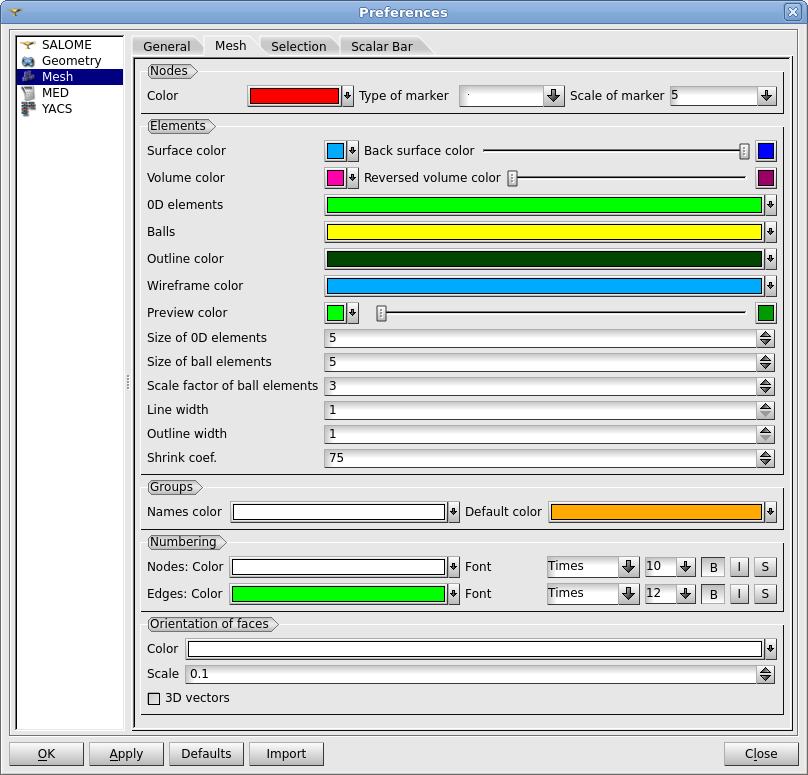 Preferences
SALOME
Geometry
Mesh
MED
YACS
General Mesh Selection Scalar Bar
Nodes
Color Type of marker Scale of marker 5
Elements
Surface color Back surface color
Volume color Reversed volume color
0D elements
Balls
Outline color
Wireframe color
Preview color
Size of 0D elements 5
Size of ball elements 5
Scale factor of ball elements 3
Line width 1
Outline width 1
Shrink coef. 75
Groups
Names color Default color
Numbering
Nodes: Color Font Times 10 B I S
Edges: Color Font Times 12 B I S
Orientation of faces
Color
Scale 0.1
3D vectors
OK Apply Defaults Import Close